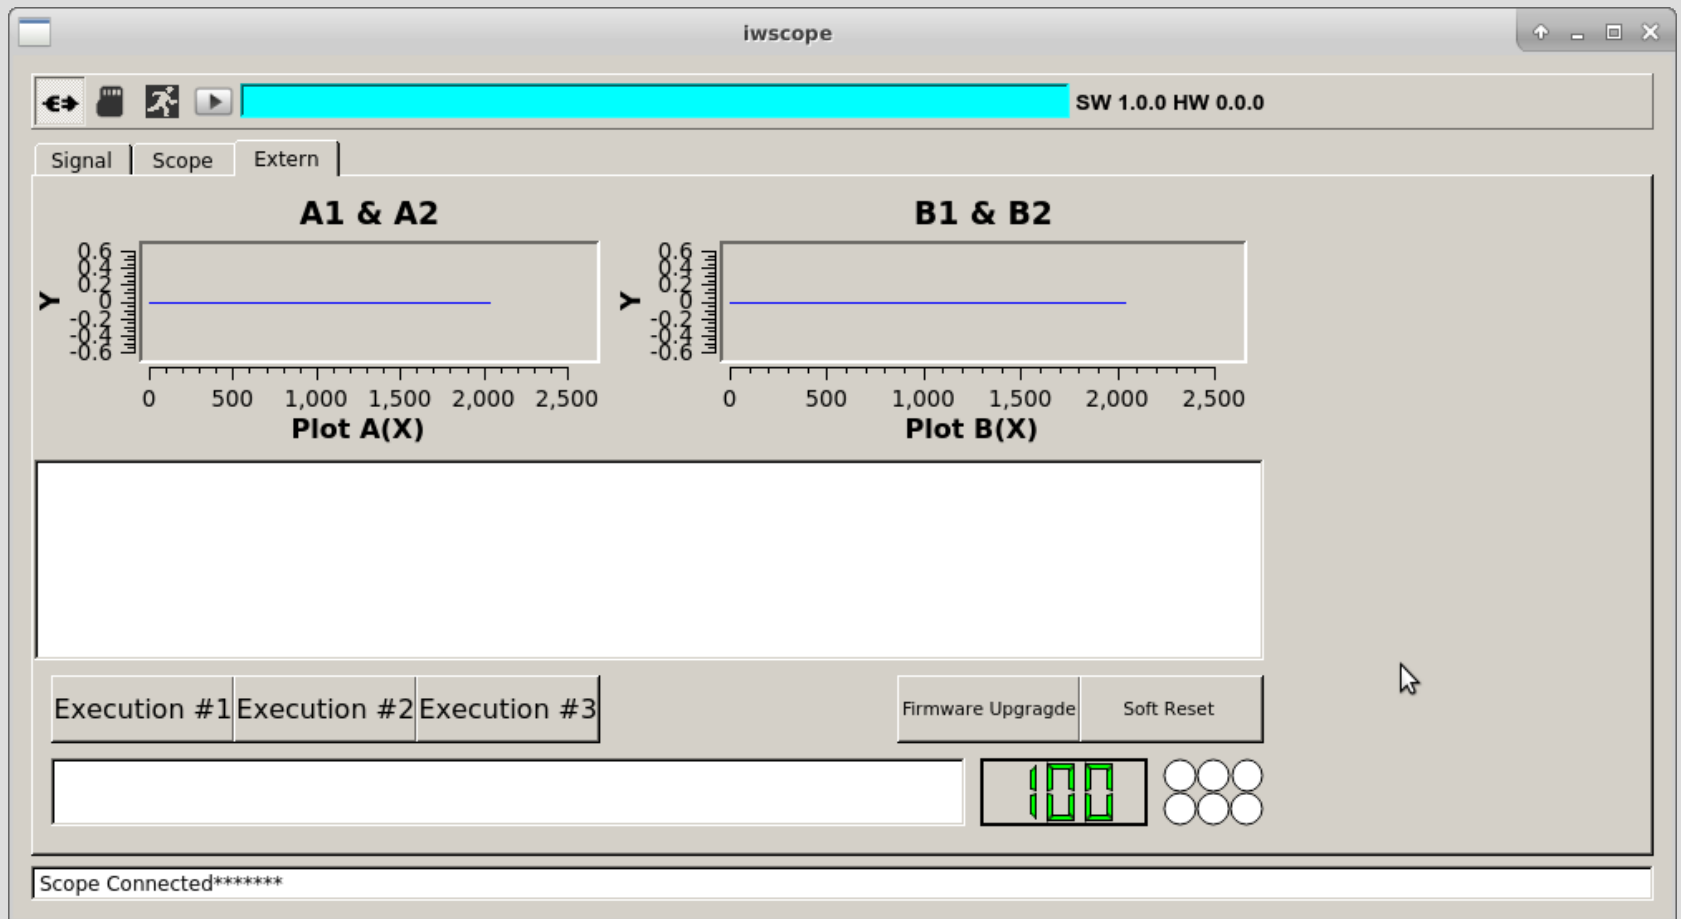 iwscope
SW 1.0.0 HW 0.0.0
Signal
Scope
Extern
A1 & A2
0.6
0.4
0.2
0
-0.2
-0.4
-0.6
Y
0 500 1,000 1,500 2,000 2,500
Plot A(X)
B1 & B2
0.6
0.4
0.2
0
-0.2
-0.4
-0.6
Y
0 500 1,000 1,500 2,000 2,500
Plot B(X)
Execution #1
Execution #2
Execution #3
Firmware Upgragde
Soft Reset
100
Scope Connected*******